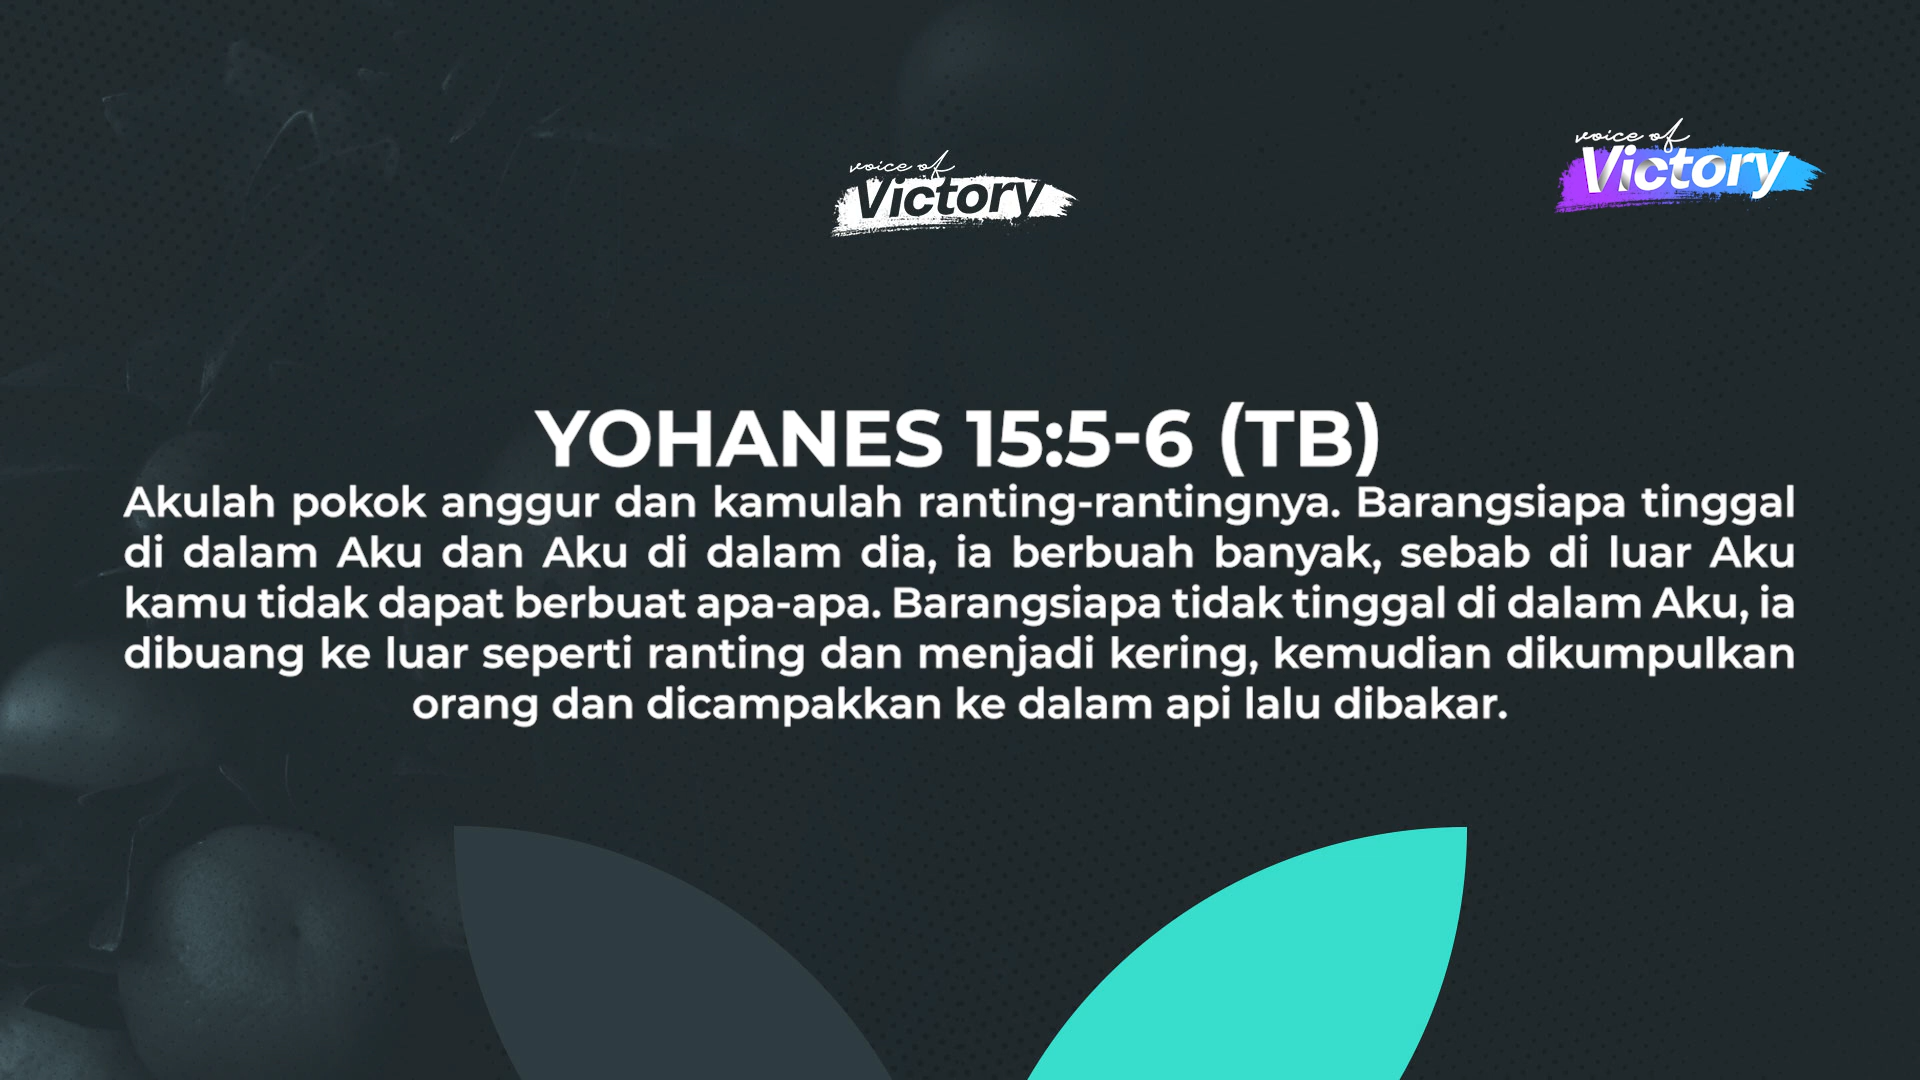 voice of
Victory
voice of
Victory
YOHANES 15:5-6 (TB)
Akulah pokok anggur dan kamulah ranting-rantingnya. Barangsiapa tinggal
di dalam Aku dan Aku di dalam dia, ia berbuah banyak, sebab di luar Aku
kamu tidak dapat berbuat apa-apa. Barangsiapa tidak tinggal di dalam Aku, ia
dibuang ke luar seperti ranting dan menjadi kering, kemudian dikumpulkan
orang dan dicampakkan ke dalam api lalu dibakar.